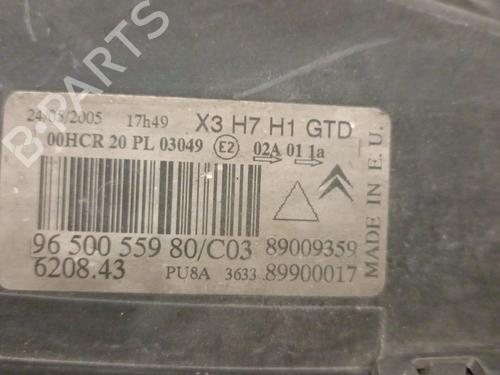 24/08/2005 17h49 X3 H7 H1 GTD
00HCR 20 PL 03049 E2 02A 01 1a
96 500 559 80/C03 89009359
6208.43 PU8A 3633 89900017
MADE IN E.U.
B-PARTS